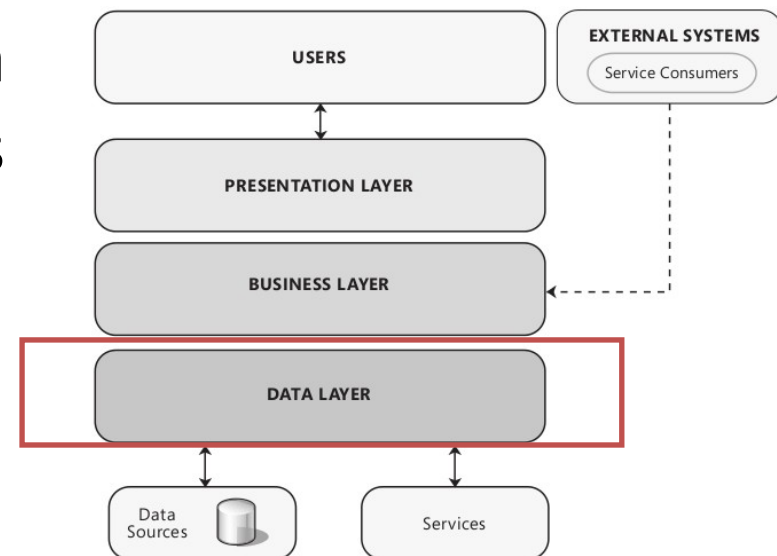 USERS
EXTERNAL SYSTEMS
Service Consumers
PRESENTATION LAYER
BUSINESS LAYER
DATA LAYER
Data
Sources
Services